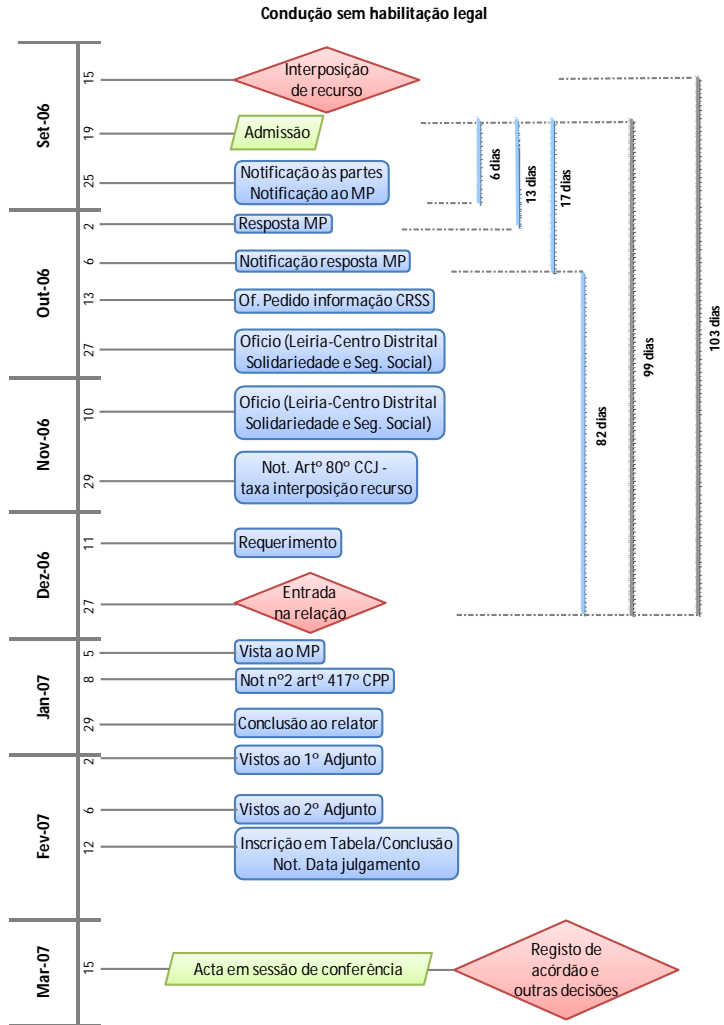 Condução sem habilitação legal
Set-06
15
Interposição
de recurso
19
Admissão
25
Notificação às partes
Notificação ao MP
6 dias
13 dias
17 dias
99 dias
103 dias
82 dias
Out-06
2
Resposta MP
6
Notificação resposta MP
13
Of. Pedido informação CRSS
27
Oficio (Leiria-Centro Distrital
Solidariedade e Seg. Social)
Nov-06
10
Oficio (Leiria-Centro Distrital
Solidariedade e Seg. Social)
29
Not. Artº 80º CCJ -
taxa interposição recurso
Dez-06
11
Requerimento
27
Entrada
na relação
Jan-07
5
Vista ao MP
8
Not nº2 artº 417º CPP
29
Conclusão ao relator
Fev-07
2
Vistos ao 1º Adjunto
6
Vistos ao 2º Adjunto
12
Inscrição em Tabela/Conclusão
Not. Data julgamento
Mar-07
15
Acta em sessão de conferência
Registo de
acórdão e
outras decisões